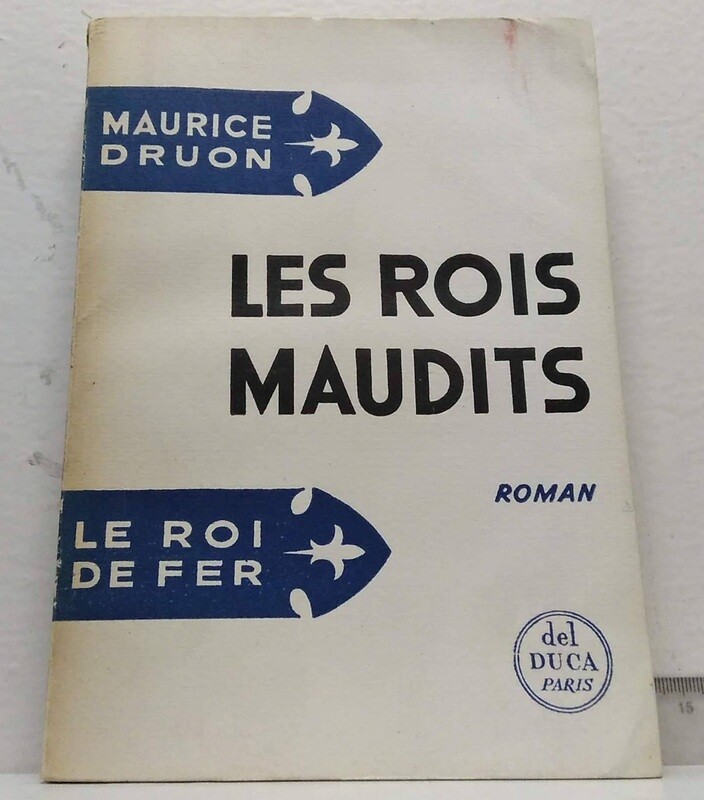 MAURICE
DRUON
LES ROIS
MAUDITS
ROMAN
LE ROI
DE FER
del
DUCA
PARIS
15